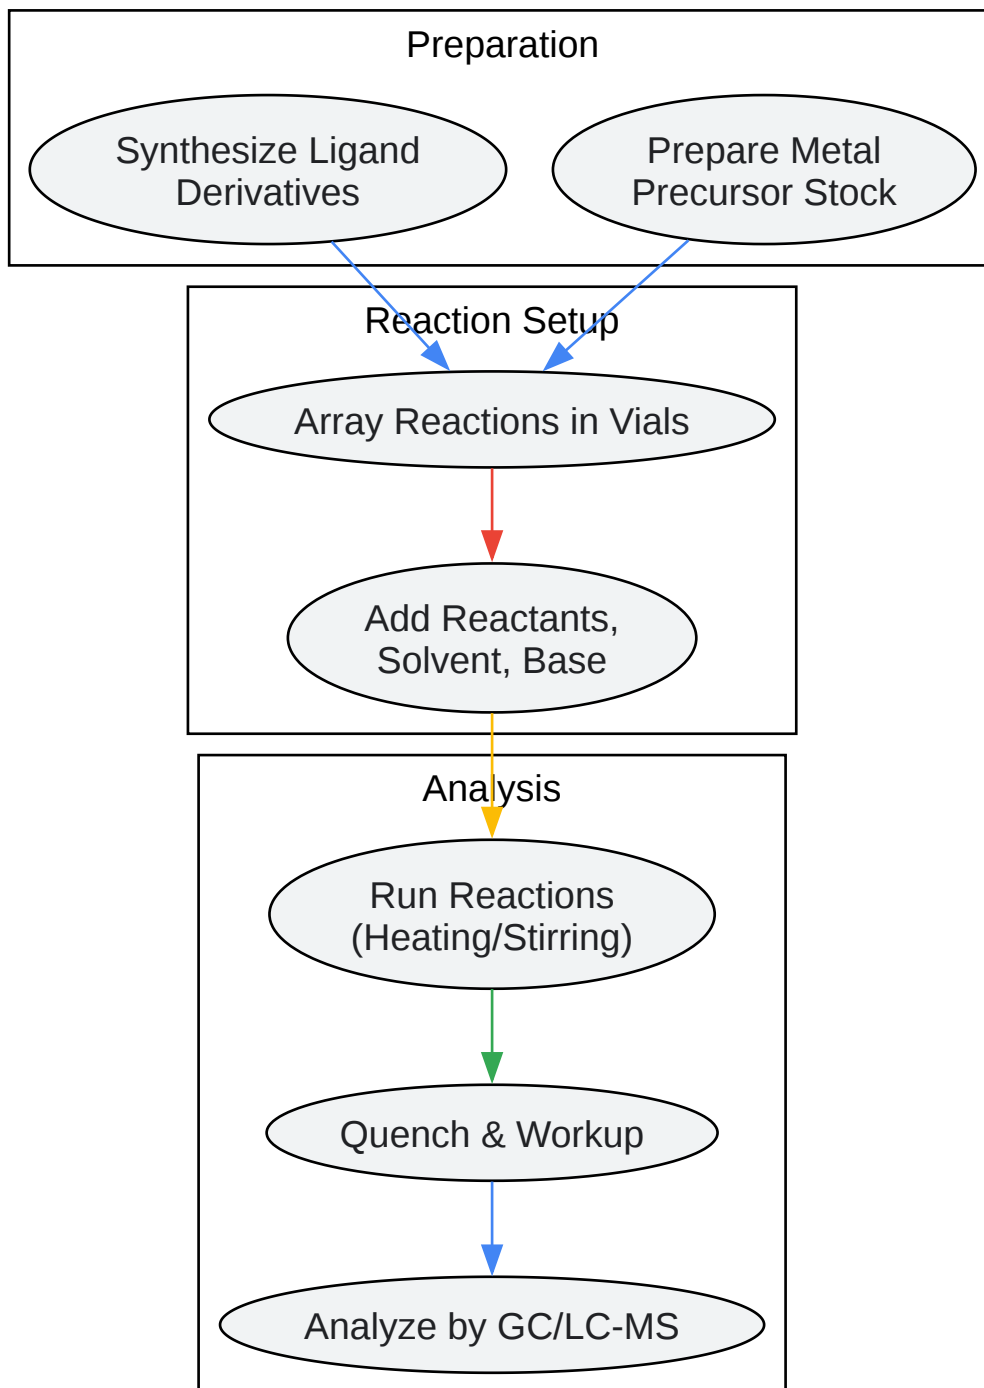 Preparation
Synthesize Ligand
Derivatives
Prepare Metal
Precursor Stock
Reaction Setup
Array Reactions in Vials
Add Reactants,
Solvent, Base
Analysis
Run Reactions
(Heating/Stirring)
Quench & Workup
Analyze by GC/LC-MS